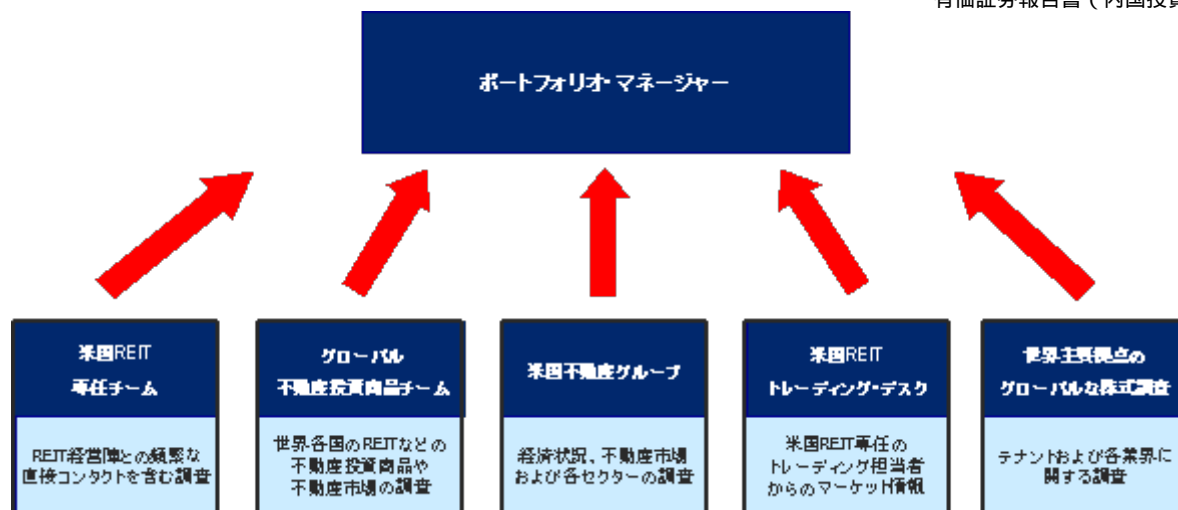 有価証券報告書（内国投資
ポートフォリオ・マネージャー
米国REIT
専任チーム
REIT経営陣との頻繁な
直接コンタクトを含む調査
グローバル
不動産投資商品チーム
世界各国のREITなどの
不動産投資商品や
不動産市場の調査
米国不動産グループ
経済状況、不動産市場
および各セクターの調査
米国REIT
トレーディング・デスク
米国REIT専任の
トレーディング担当者
からのマーケット情報
世界主要拠点の
グローバルな株式調査
テナントおよび各業界に
関する調査